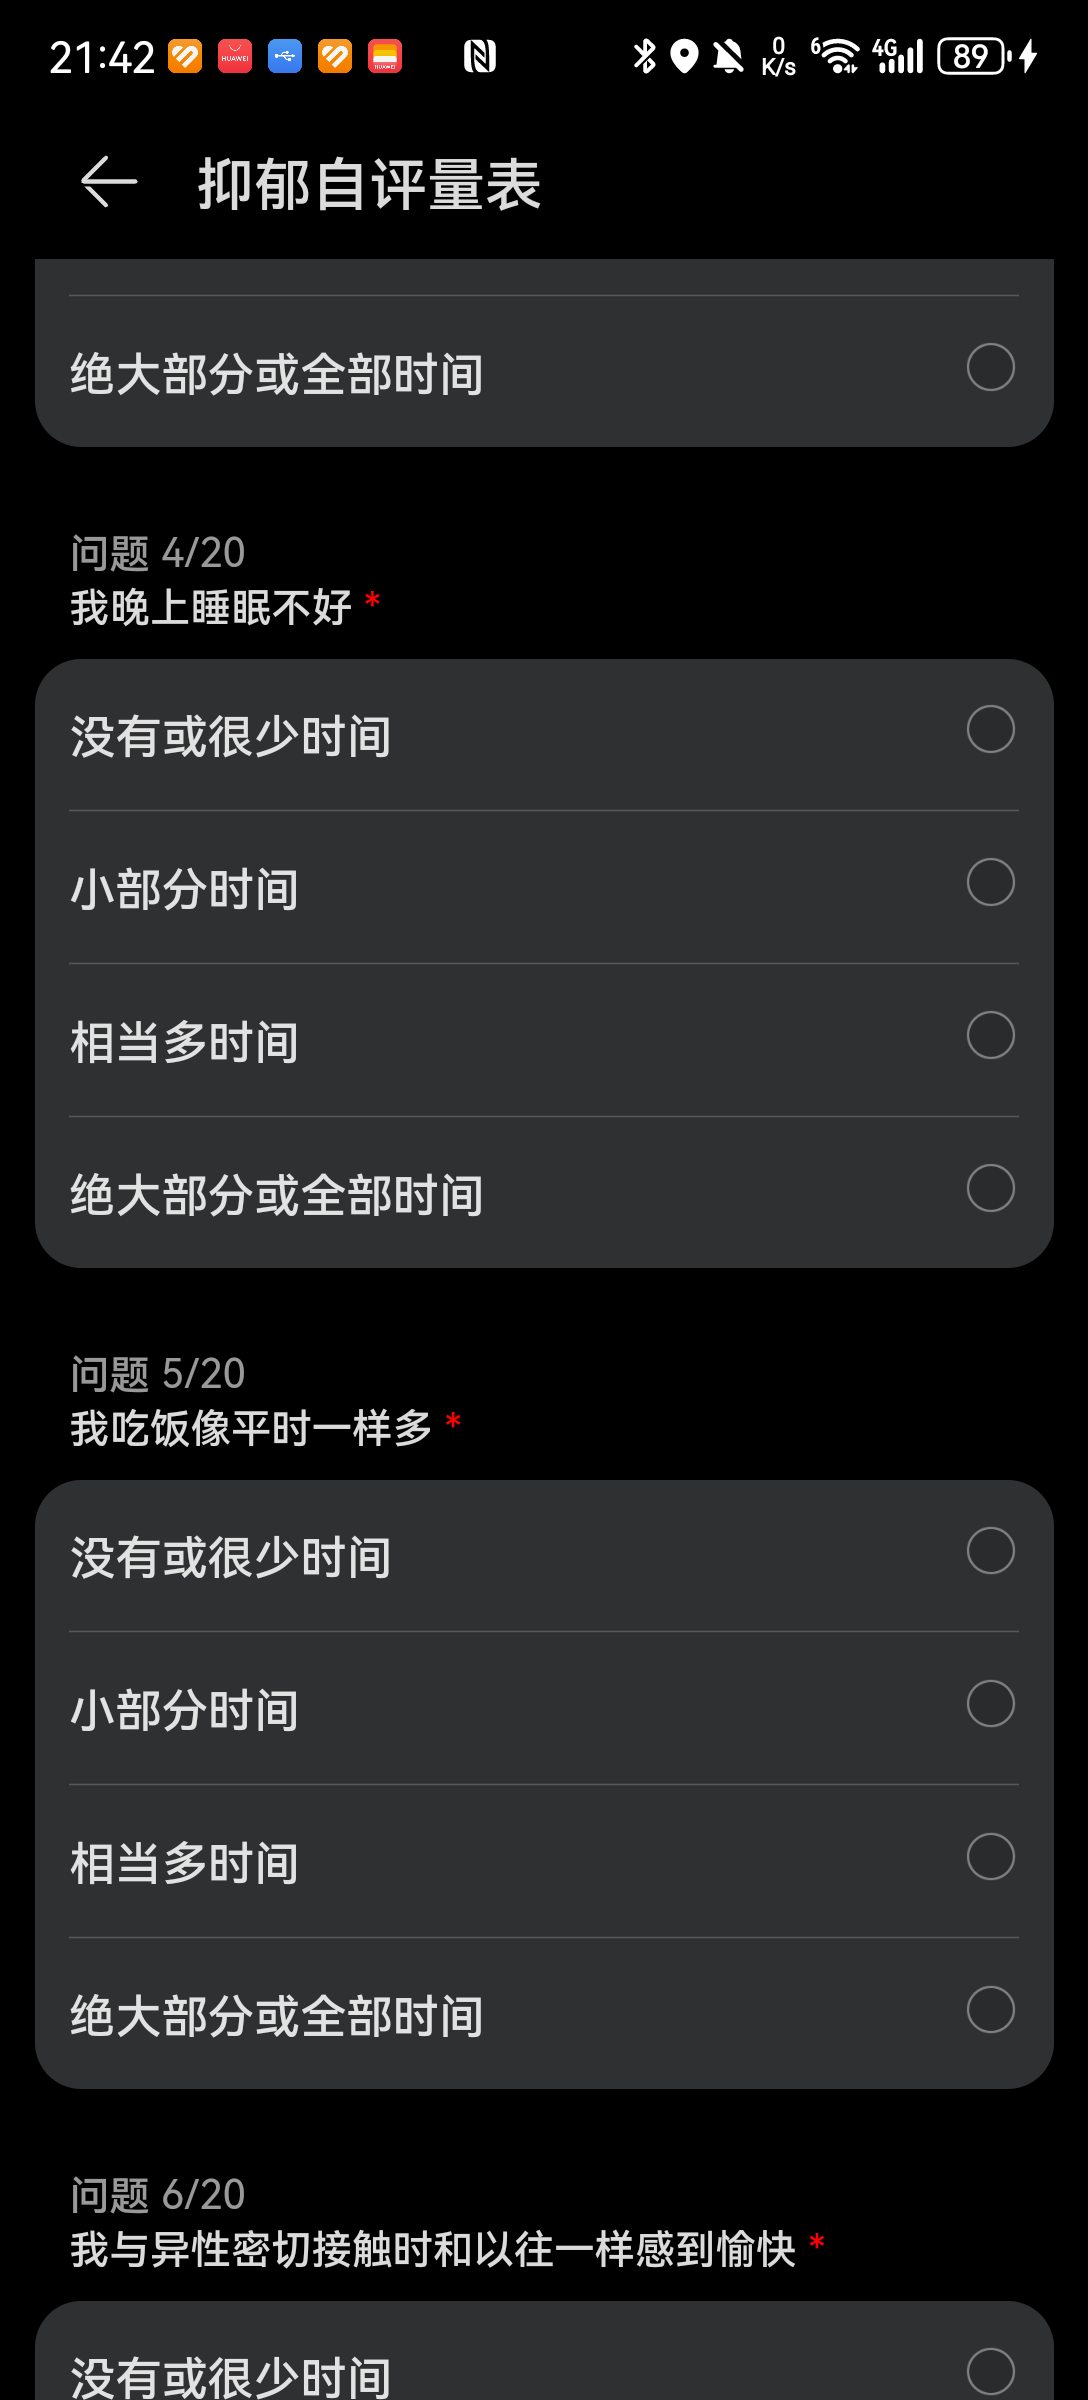 21:42
HUAWEI
HUAWEI
0
K/s
6
4G
89
抑郁自评量表
绝大部分或全部时间
问题 4/20
我晚上睡眠不好 *
没有或很少时间
小部分时间
相当多时间
绝大部分或全部时间
问题 5/20
我吃饭像平时一样多 *
没有或很少时间
小部分时间
相当多时间
绝大部分或全部时间
问题 6/20
我与异性密切接触时和以往一样感到愉快 *
没有或很少时间